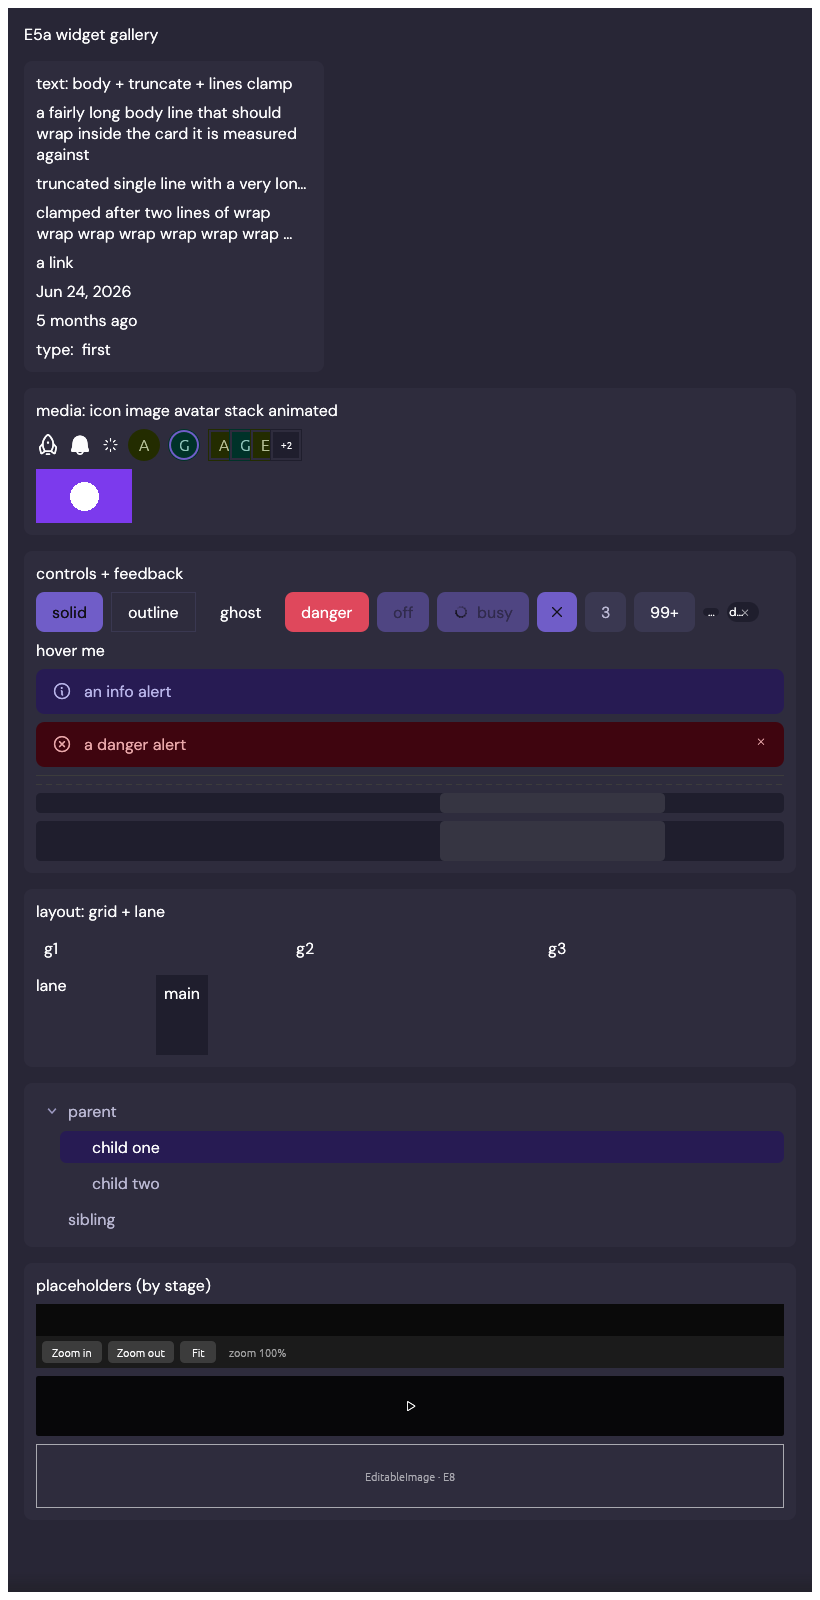 E5a widget gallery
text: body + truncate + lines clamp
a fairly long body line that should
wrap inside the card it is measured
against
truncated single line with a very lon...
clamped after two lines of wrap
wrap wrap wrap wrap wrap wrap ...
a link
Jun 24, 2026
5 months ago
type: first
media: icon image avatar stack animated
A G A G E +2
controls + feedback
solid outline ghost danger off busy 3 99+ ... d...
hover me
an info alert
a danger alert
layout: grid + lane
g1 g2 g3
lane main
parent
child one
child two
sibling
placeholders (by stage)
Zoom in Zoom out Fit zoom 100%
EditableImage · E8